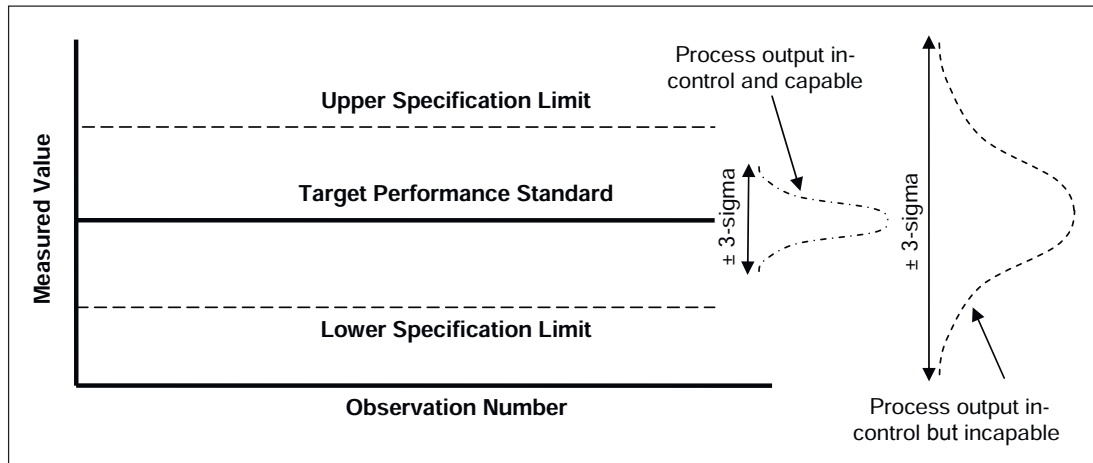 Process output in-
control and capable
Upper Specification Limit
Measured Value
Target Performance Standard
± 3-sigma
± 3-sigma
Lower Specification Limit
Observation Number
Process output in-
control but incapable